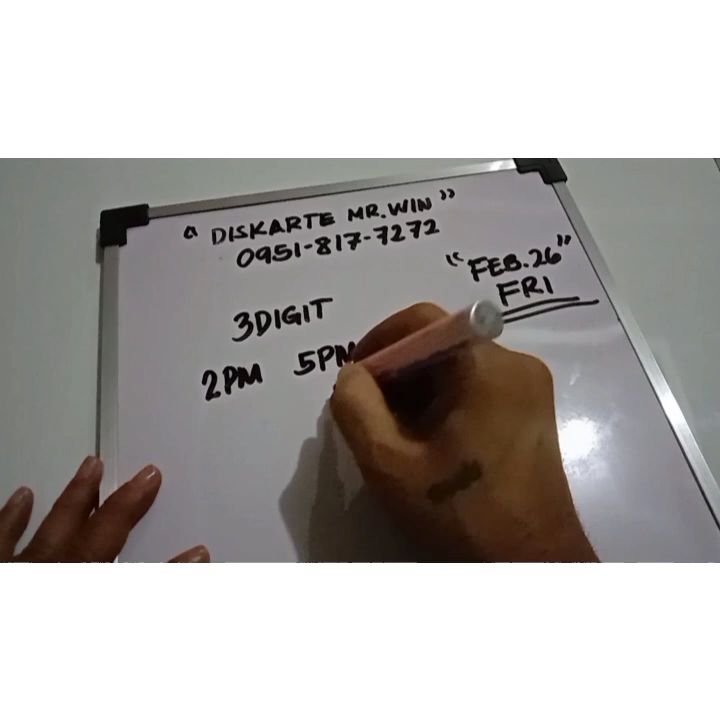 “ DISKARTE MR. WIN ”
0951-817-7272
“ FEB. 26 ”
FRI
3DIGIT
2PM 5PM